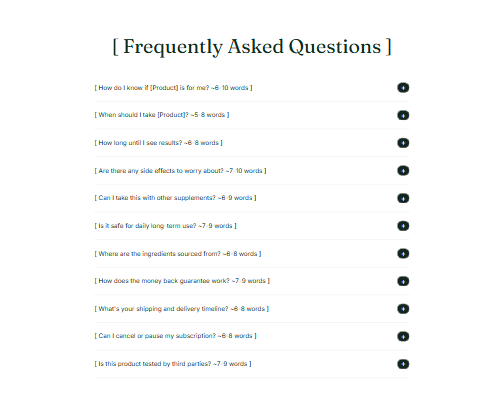 [ Frequently Asked Questions ]
[ How do I know if [Product] is for me? ~6-10 words ]
+
[ When should I take [Product]? ~5-8 words ]
+
[ How long until I see results? ~6-8 words ]
+
[ Are there any side effects to worry about? ~7-10 words ]
+
[ Can I take this with other supplements? ~6-9 words ]
+
[ Is it safe for daily long-term use? ~7-9 words ]
+
[ Where are the ingredients sourced from? ~6-8 words ]
+
[ How does the money back guarantee work? ~7-9 words ]
+
[ What's your shipping and delivery timeline? ~6-8 words ]
+
[ Can I cancel or pause my subscription? ~6-8 words ]
+
[ Is this product tested by third parties? ~7-9 words ]
+